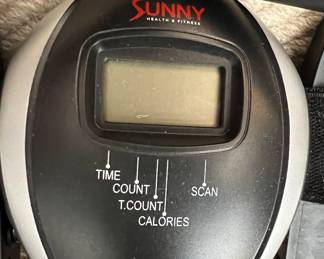 SUNNY
HEALTH & FITNESS
TIME
COUNT
SCAN
T.COUNT
CALORIES